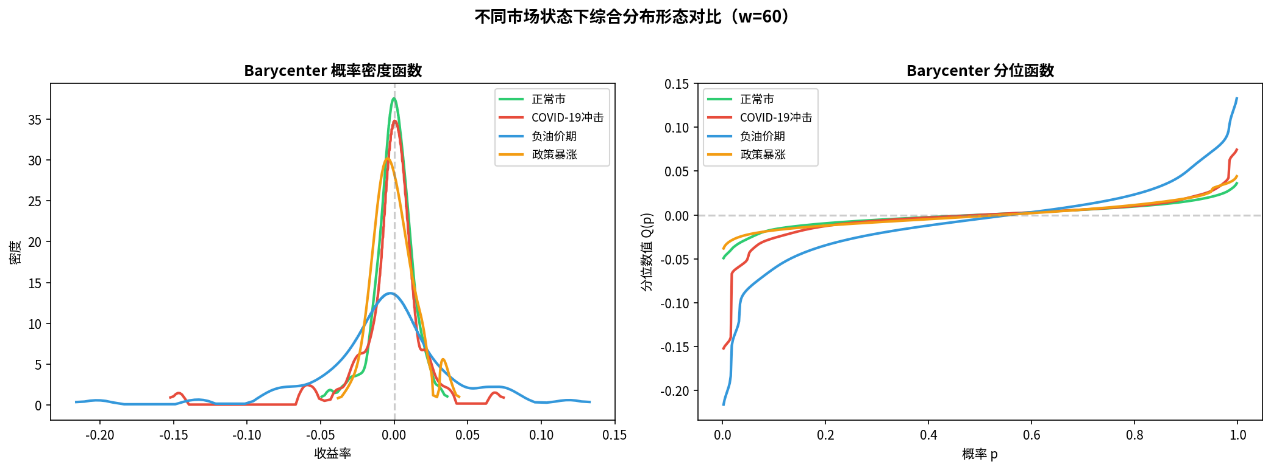 不同市场状态下综合分布形态对比（w=60）
Barycenter 概率密度函数
35
30
25
20
15
10
5
0
密度
-0.20 -0.15 -0.10 -0.05 0.00 0.05 0.10 0.15
收益率
正常市
COVID-19冲击
负油价期
政策暴涨
Barycenter 分位函数
0.15
0.10
0.05
0.00
-0.05
-0.10
-0.15
-0.20
分位数值 Q(p)
0.0 0.2 0.4 0.6 0.8 1.0
概率 p
正常市
COVID-19冲击
负油价期
政策暴涨